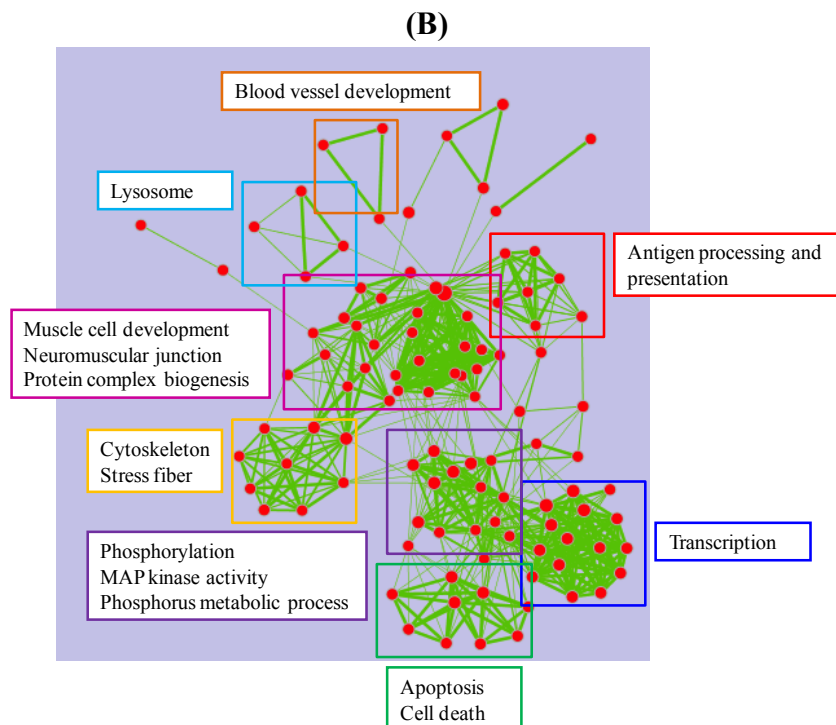 (B)
Blood vessel development
Lysosome
Antigen processing and
presentation
Muscle cell development
Neuromuscular junction
Protein complex biogenesis
Cytoskeleton
Stress fiber
Phosphorylation
MAP kinase activity
Phosphorus metabolic process
Transcription
Apoptosis
Cell death